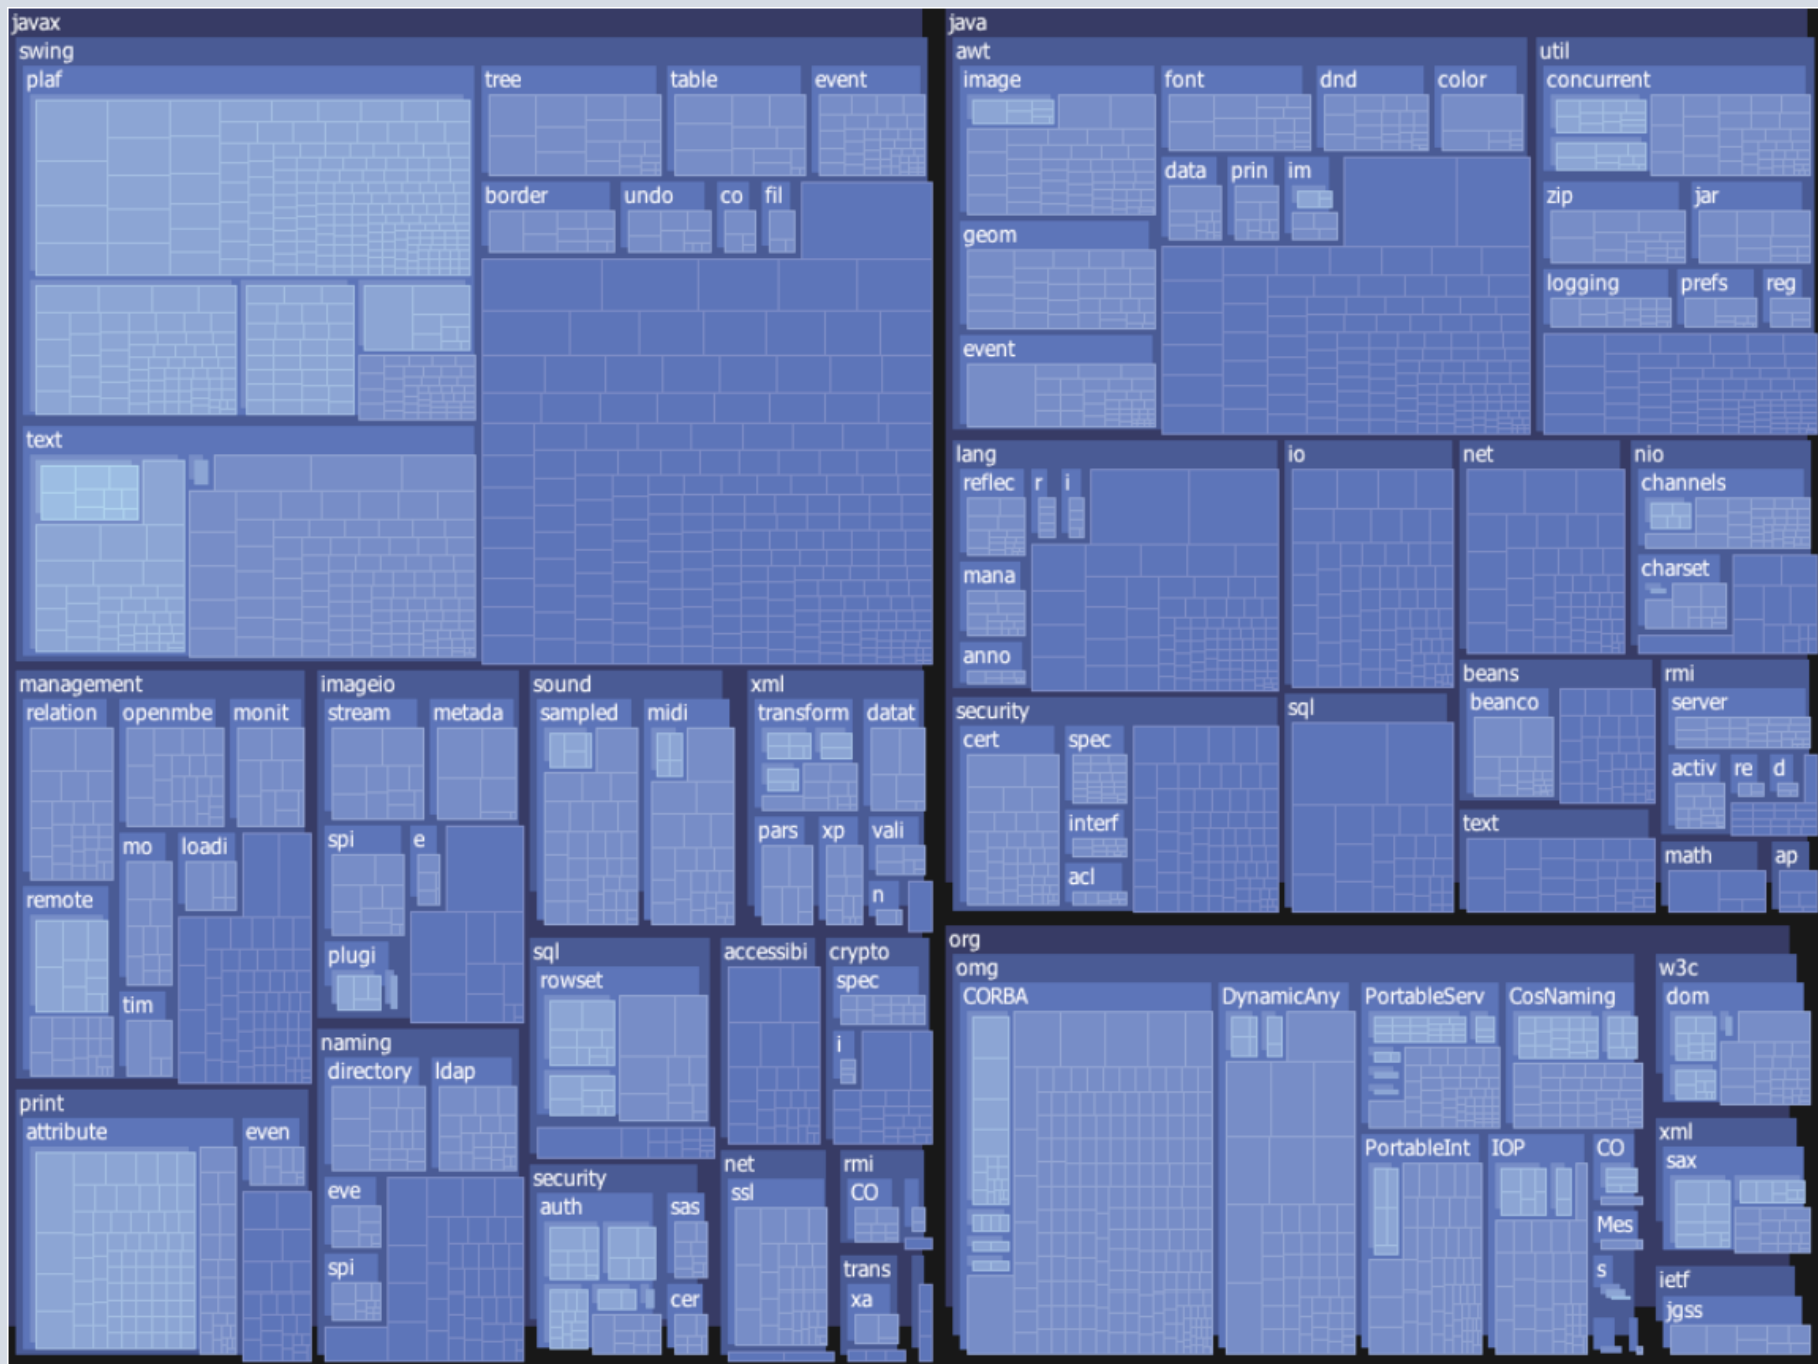 javax
swing
plaf
tree
table
event
border
undo
co
fil
text
management
relation
openmbe
monit
mo
loadi
remote
tim
imageio
stream
metada
spi
e
plugi
sound
sampled
midi
xml
transform
datat
pars
xp
vali
n
naming
directory
ldap
eve
spi
sql
rowset
accessibi
crypto
spec
i
print
attribute
even
security
auth
sas
cer
net
ssl
rmi
CO
trans
xa
java
awt
image
font
dnd
color
data
prin
im
geom
event
util
concurrent
zip
jar
logging
prefs
reg
lang
reflec
r
i
mana
anno
io
net
nio
channels
charset
security
cert
spec
interf
acl
sql
beans
beanco
rmi
server
activ
re
d
text
math
ap
org
omg
CORBA
DynamicAny
PortableServ
CosNaming
PortableInt
IOP
CO
Mes
s
w3c
dom
xml
sax
ietf
jgss